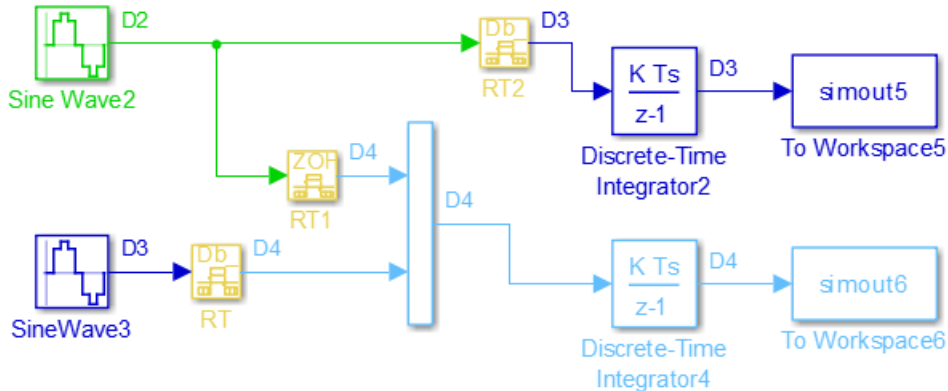 D2
Sine Wave2
Db
RT2
D3
K Ts
z-1
Discrete-Time
Integrator2
D3
simout5
To Workspace5
ZOH
RT1
D4
D4
SineWave3
D3
Db
RT
D4
K Ts
z-1
Discrete-Time
Integrator4
D4
simout6
To Workspace6